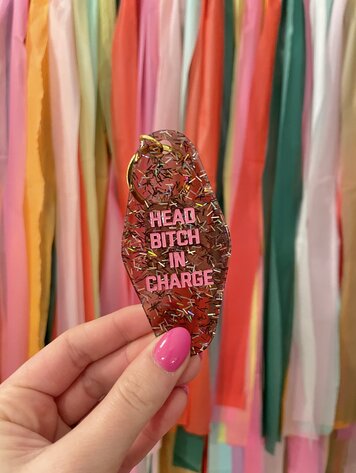 HEAD
BITCH
IN
CHARGE